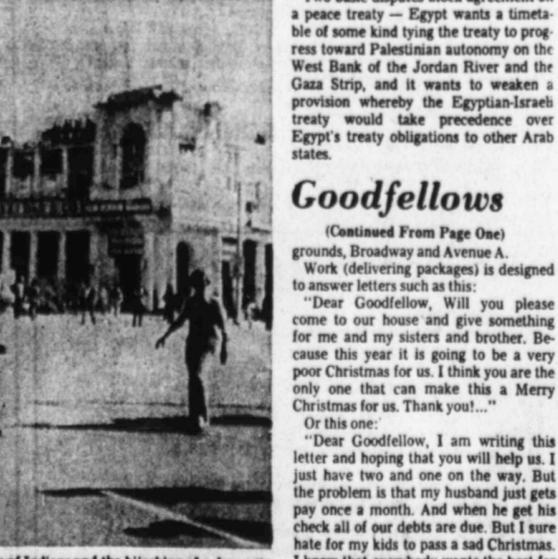 a peace treaty — Egypt wants a timeta-
ble of some kind tying the treaty to prog-
ress toward Palestinian autonomy on the
West Bank of the Jordan River and the
Gaza Strip, and it wants to weaken a
provision whereby the Egyptian-Israeli
treaty would take precedence over
Egypt's treaty obligations to other Arab
states.
Goodfellows
(Continued From Page One)
grounds, Broadway and Avenue A.
Work (delivering packages) is designed
to answer letters such as this:
"Dear Goodfellow, Will you please
come to our house and give something
for me and my sisters and brother. Be-
cause this year it is going to be a very
poor Christmas for us. I think you are the
only one that can make this a Merry
Christmas for us. Thank you!..."
Or this one:
"Dear Goodfellow, I am writing this
letter and hoping that you will help us. I
just have two and one on the way. But
the problem is that my husband just gets
pay once a month. And when he get his
check all of our debts are due. But I sure
hate for my kids to pass a sad Christmas.